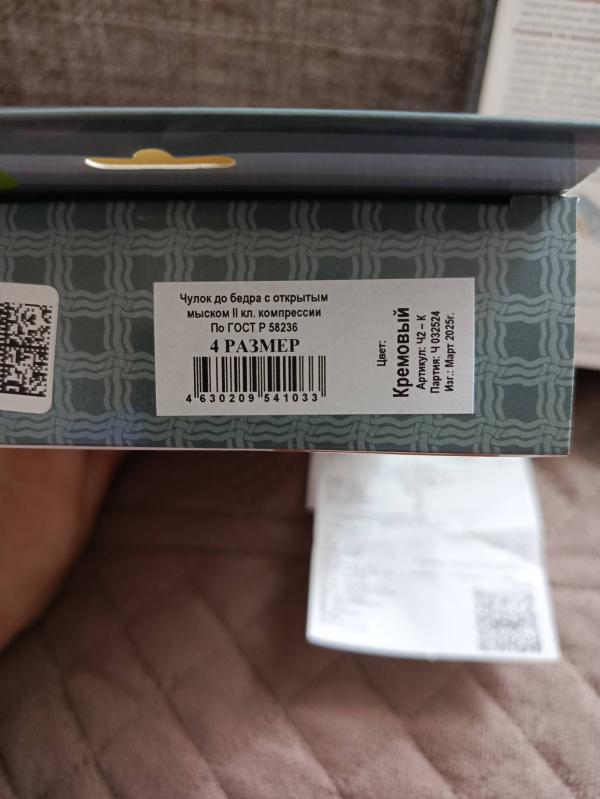 Чулок до бедра с открытым
мыском II кл. компрессии
По ГОСТ Р 58236
4 РАЗМЕР
4 630209 541033
Цвет:
Кремовый
Артикул: Ч2 – К
Партия: Ч 032524
Изг.: Март 2025г.